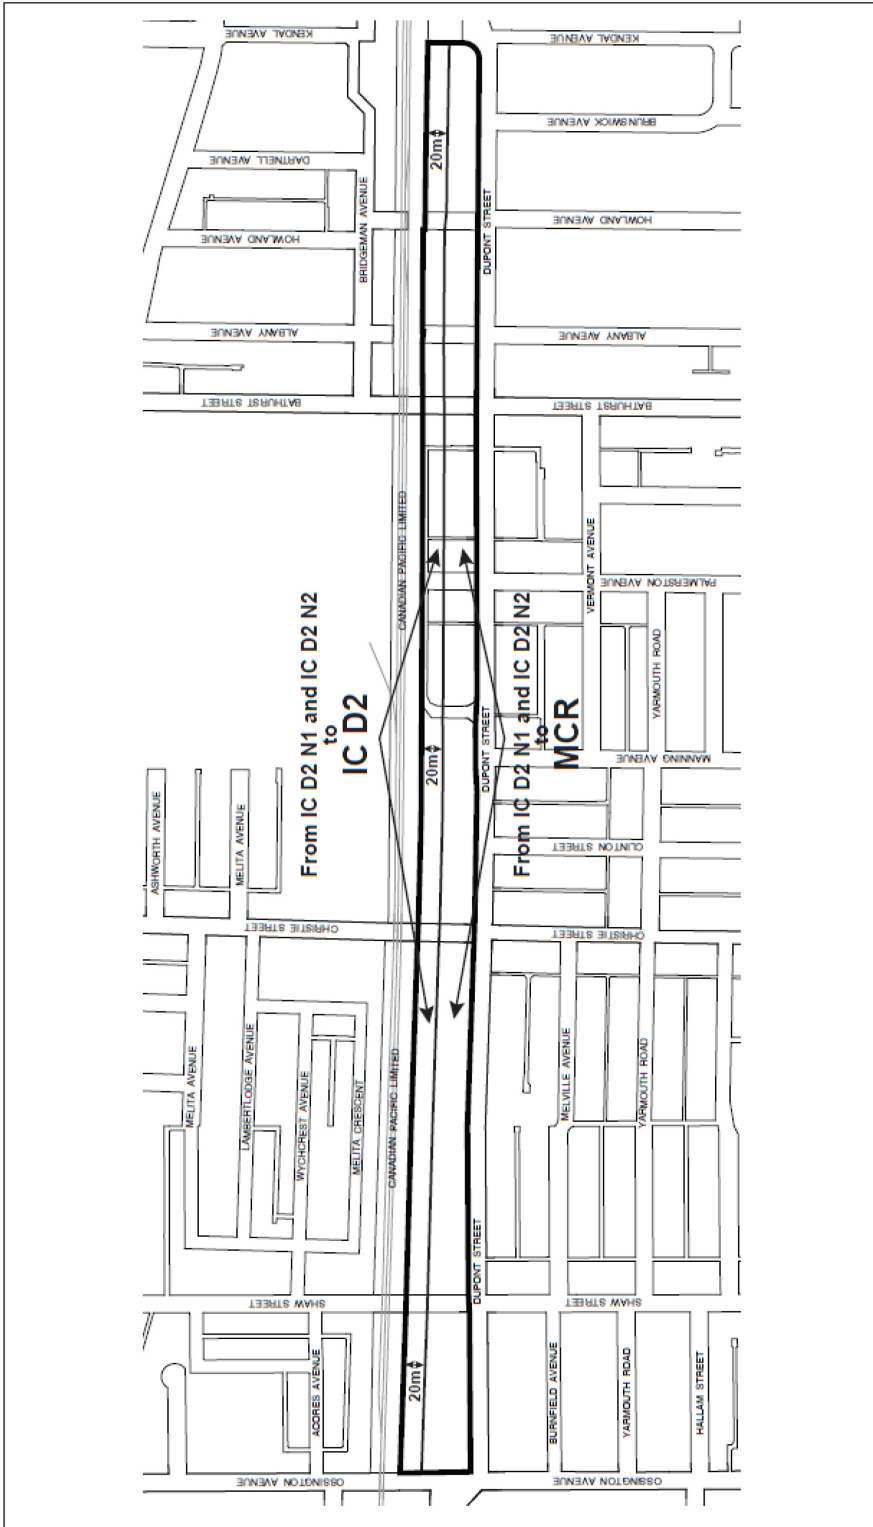 KENDAL AVENUE
KENDAL AVENUE
BRUNSWICK AVENUE
DARTNELL AVENUE
20m
HOWLAND AVENUE
HOWLAND AVENUE
BRIDGEMAN AVENUE
DUPONT STREET
ALBANY AVENUE
ALBANY AVENUE
BATHURST STREET
BATHURST STREET
CANADIAN PACIFIC LIMITED
VERMONT AVENUE
PALMERSTON AVENUE
From IC D2 N1 and IC D2 N2
to
IC D2
From IC D2 N1 and IC D2 N2
to
MCR
YARMOUTH ROAD
20m
DUPONT STREET
MANNING AVENUE
ASHWORTH AVENUE
MELITA AVENUE
CLINTON STREET
CHRISTIE STREET
CHRISTIE STREET
MELITA AVENUE
LAMBERTLODGE AVENUE
WYCHCREST AVENUE
MELITA CRESCENT
CANADIAN PACIFIC LIMITED
MELVILLE AVENUE
YARMOUTH ROAD
DUPONT STREET
SHAW STREET
SHAW STREET
ACORES AVENUE
20m
BURNFIELD AVENUE
YARMOUTH ROAD
HALLAM STREET
OSSINGTON AVENUE
OSSINGTON AVENUE